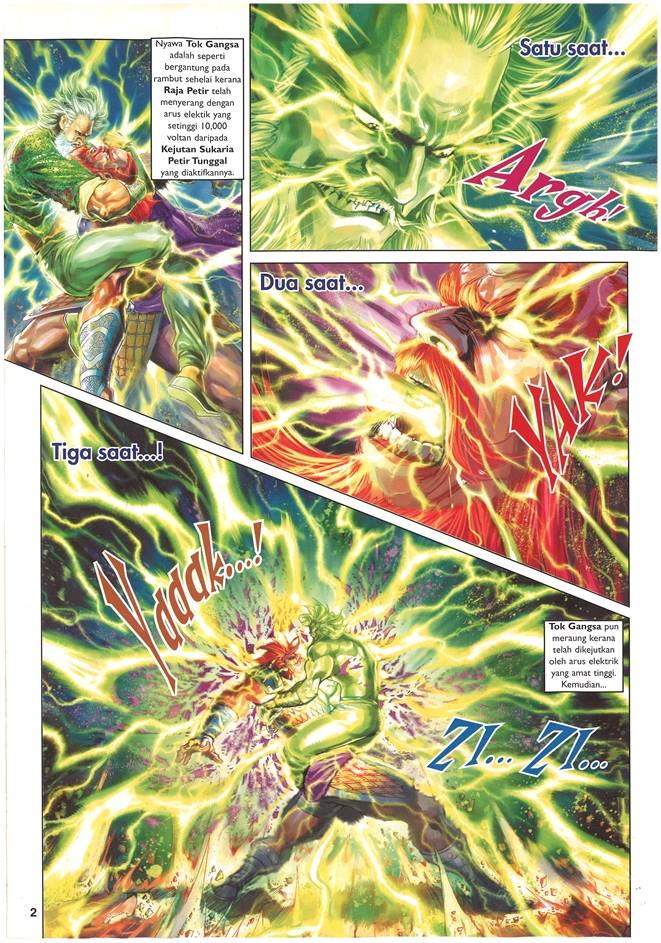 Nyawa Tok Gangsa
adalah seperti
bergantung pada
rambut sehelai kerana
Raja Petir telah
menyerang dengan
arus elektik yang
setinggi 10,000
voltan daripada
Kejutan Sukaria
Petir Tunggal
yang diaktifkannya.
Satu saat...
Argh!
Dua saat...
YAK!
Tiga saat...!
Yaaak....!
Tok Gangsa pun
meraung kerana
telah dikejutkan
oleh arus elektrik
yang amat tinggi.
Kemudian...
ZI... ZI...
2